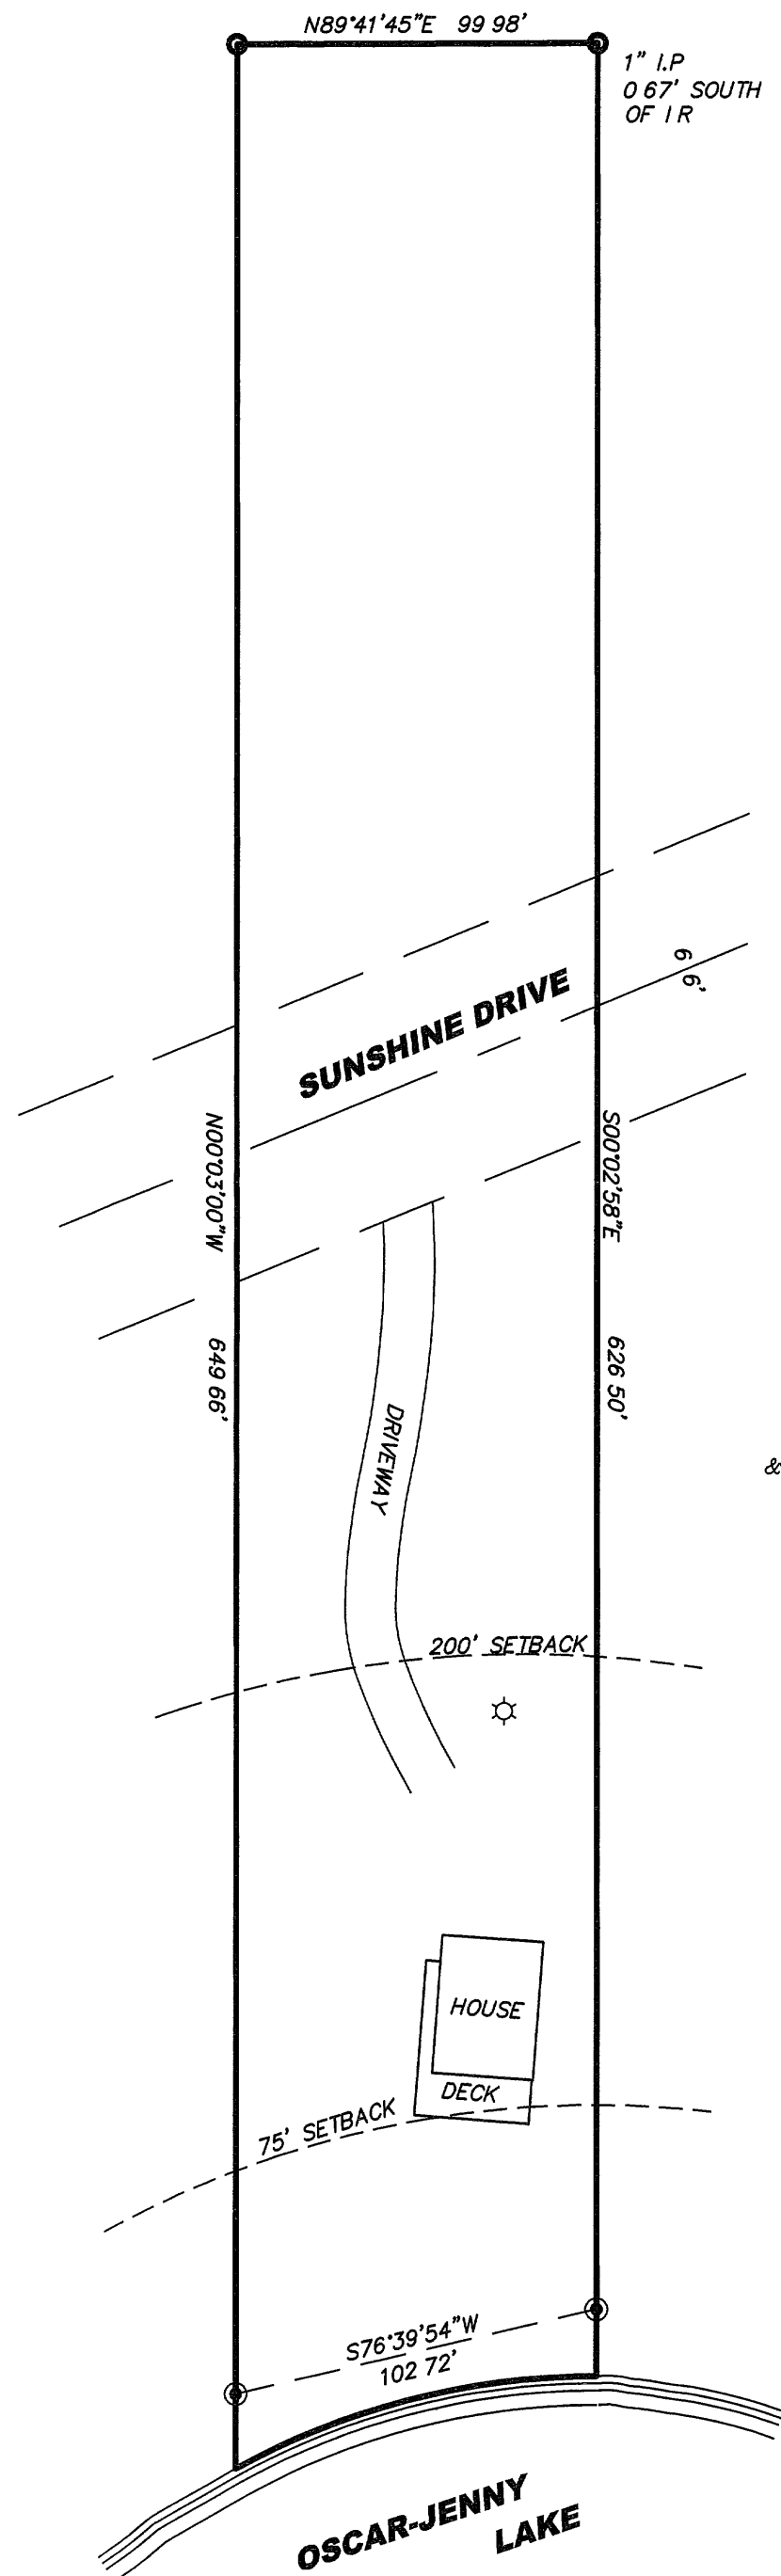 N89°41'45"E 99 98'
1" I.P
0 67' SOUTH
OF I R
6 6'
SUNSHINE DRIVE
N00°03'00"W 649 66'
S00°02'58"E 626 50'
DRIVEWAY
&
200' SETBACK
HOUSE
DECK
75' SETBACK
S76°39'54"W
102 72'
OSCAR-JENNY
LAKE